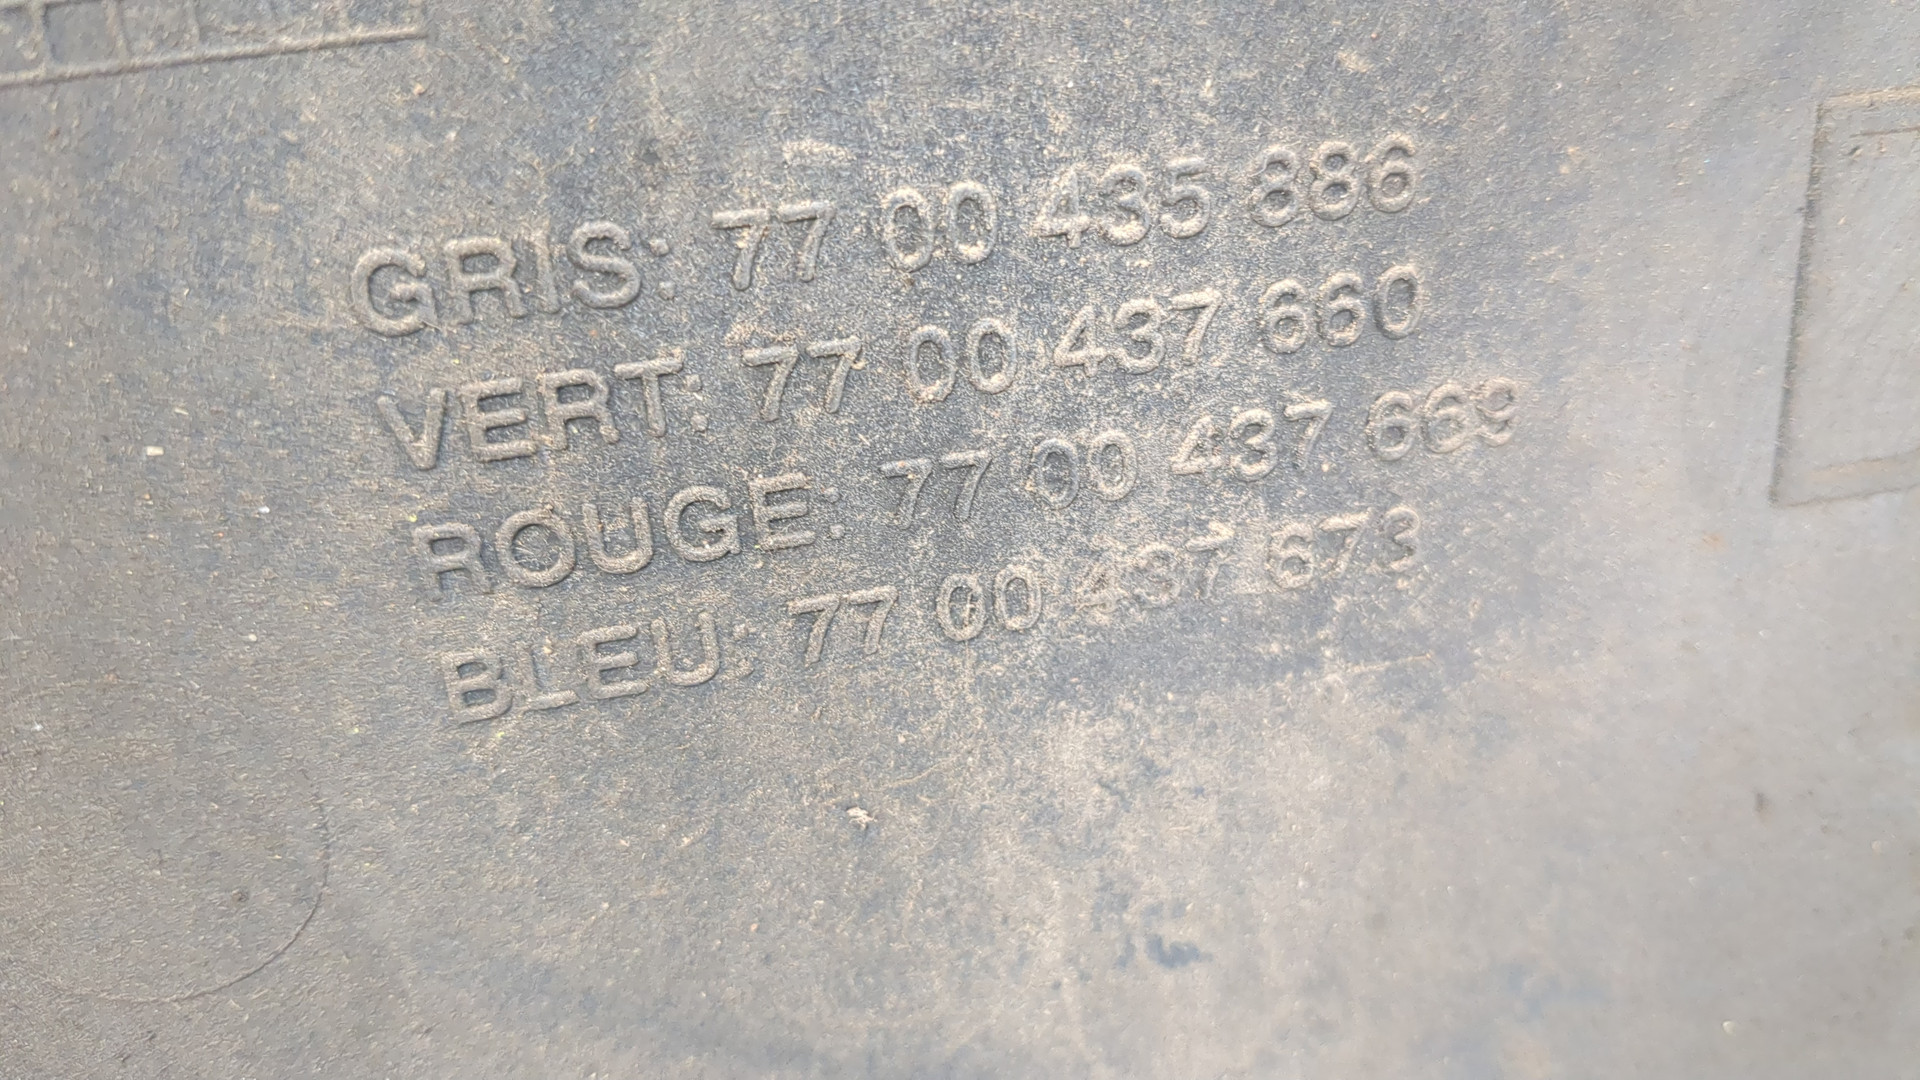 GRIS: 77 00 435 886
VERT: 77 00 437 660
ROUGE: 77 00 437 669
BLEU: 77 00 437 673